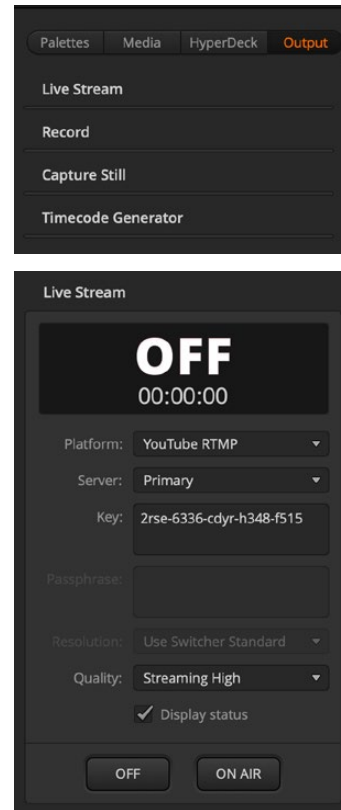 Palettes Media HyperDeck Output
Live Stream
Record
Capture Still
Timecode Generator
Live Stream
OFF
00:00:00
Platform: YouTube RTMP
Server: Primary
Key: 2rse-6336-cdyr-h348-f515
Passphrase:
Resolution: Use Switcher Standard
Quality: Streaming High
Display status
OFF ON AIR